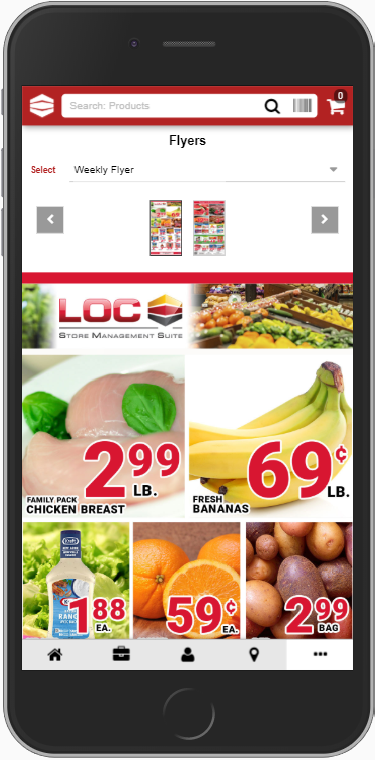 Search: Products
0
Flyers
Select Weekly Flyer
LOC
STORE MANAGEMENT SUITE
2 99
LB.
FAMILY PACK
CHICKEN BREAST
69¢
LB.
FRESH
BANANAS
Kraft
RANCH
1 88
EA.
59¢
EA.
2 99
BAG